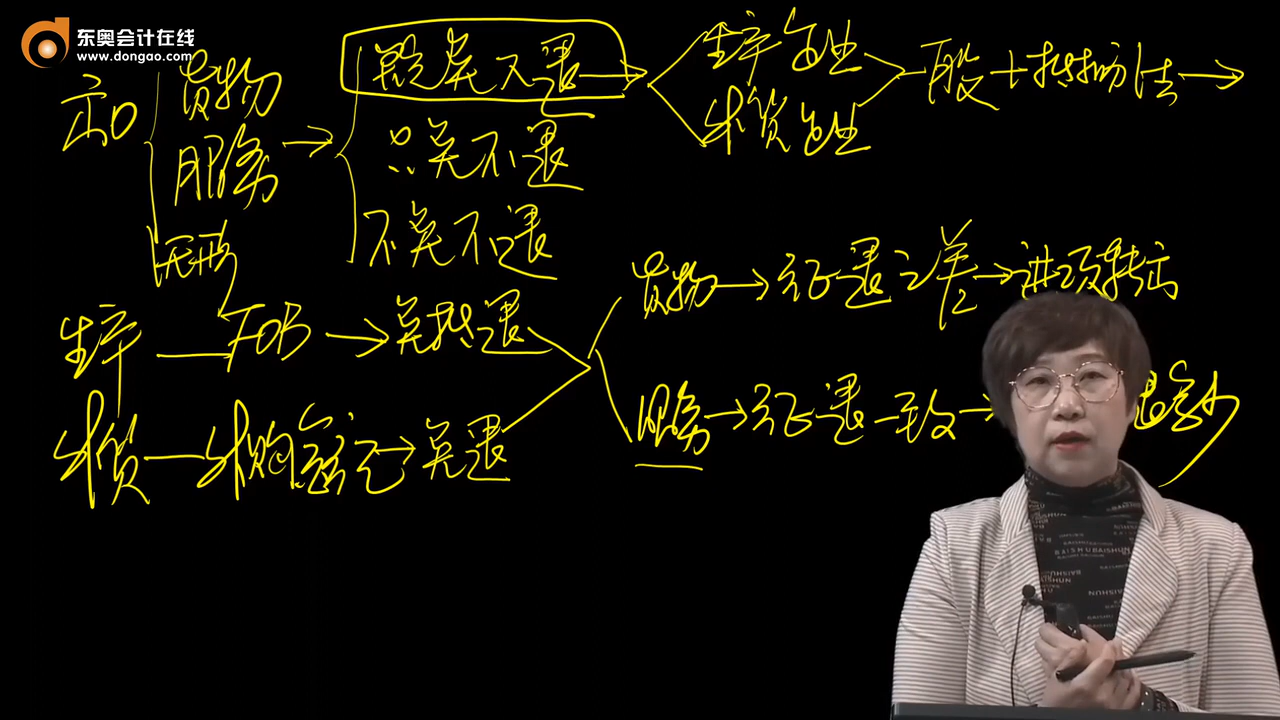 东奥会计在线
www.dongao.com
出口
货物
服务
无形
既免又退
只免不退
不免不退
生产企业
外贸企业
一般+抵扣方法
生产 — FOB → 免抵退
外贸 — 外购 → 免退
货物 → 征退之差 → 进项转出
服务 → 征退一致 →
BAISHUN